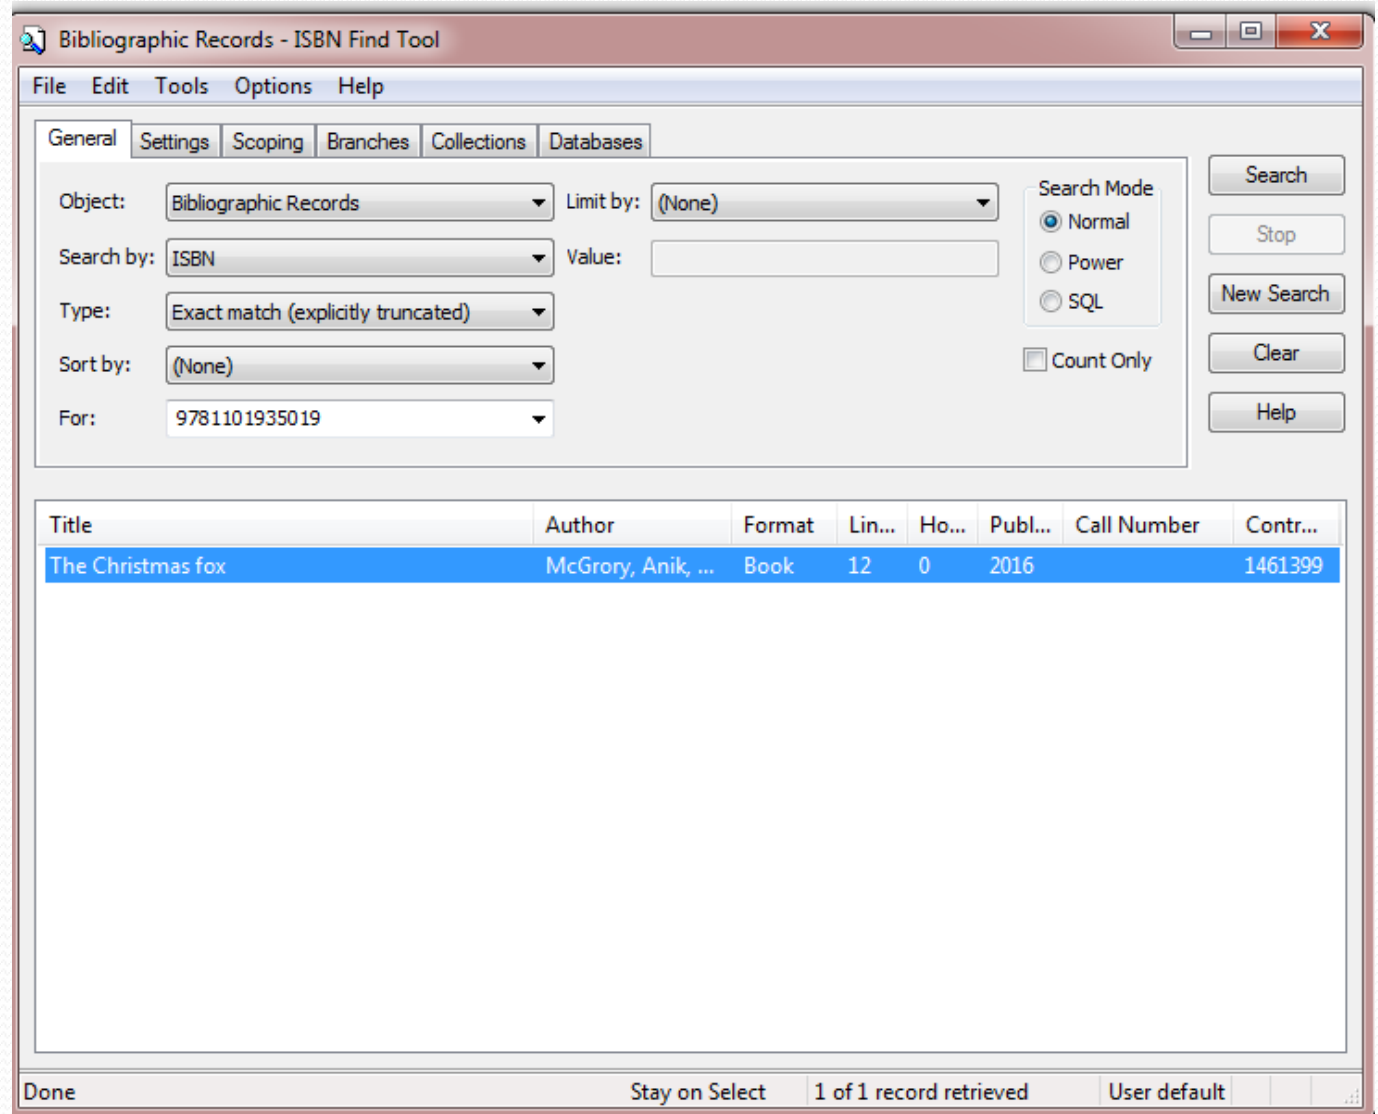 Bibliographic Records - ISBN Find Tool
File Edit Tools Options Help
General Settings Scoping Branches Collections Databases
Object: Bibliographic Records Limit by: (None)
Search by: ISBN Value:
Type: Exact match (explicitly truncated)
Sort by: (None)
For: 9781101935019
Search Mode
Normal
Power
SQL
Count Only
Search
Stop
New Search
Clear
Help
Title Author Format Lin... Ho... Publ... Call Number Contr...
The Christmas fox McGrory, Anik, ... Book 12 0 2016 1461399
Done Stay on Select 1 of 1 record retrieved User default